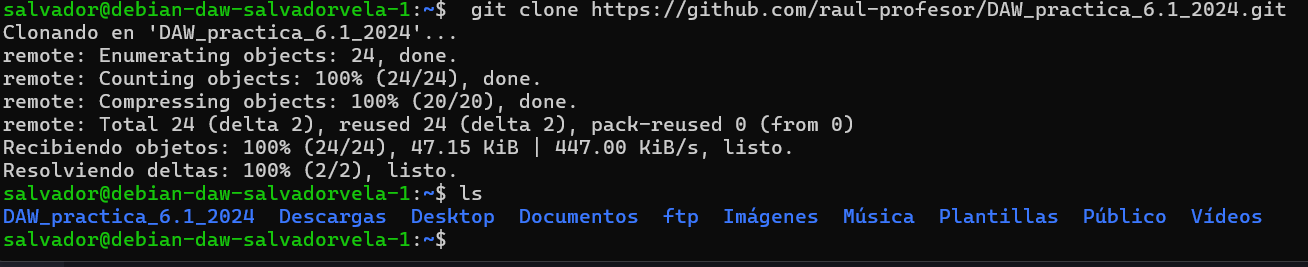 salvador@debian-daw-salvadorvela-1:~$  git clone https://github.com/raul-profesor/DAW_practica_6.1_2024.git
Clonando en 'DAW_practica_6.1_2024'...
remote: Enumerating objects: 24, done.
remote: Counting objects: 100% (24/24), done.
remote: Compressing objects: 100% (20/20), done.
remote: Total 24 (delta 2), reused 24 (delta 2), pack-reused 0 (from 0)
Recibiendo objetos: 100% (24/24), 47.15 KiB | 447.00 KiB/s, listo.
Resolviendo deltas: 100% (2/2), listo.
salvador@debian-daw-salvadorvela-1:~$ ls
DAW_practica_6.1_2024  Descargas  Desktop  Documentos  ftp  Imágenes  Música  Plantillas  Público  Vídeos
salvador@debian-daw-salvadorvela-1:~$